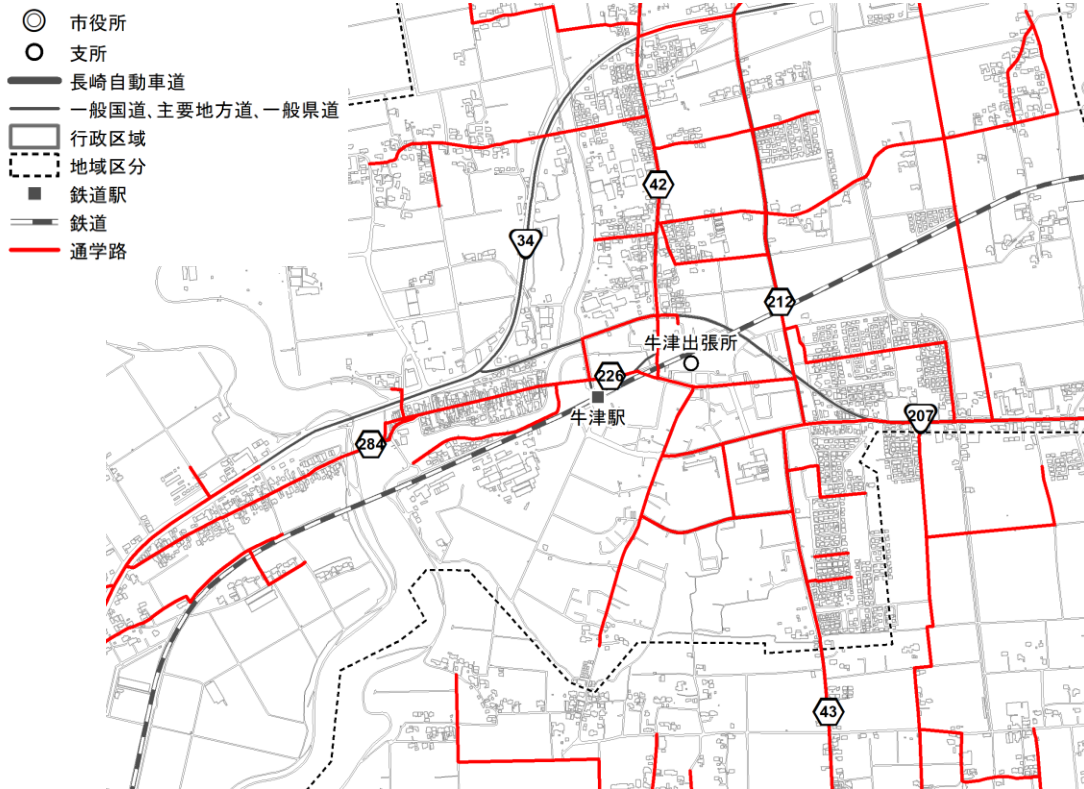 市役所
支所
長崎自動車道
一般国道、主要地方道、一般県道
行政区域
地域区分
鉄道駅
鉄道
通学路
42
34
212
牛津出張所
226
牛津駅
207
284
43